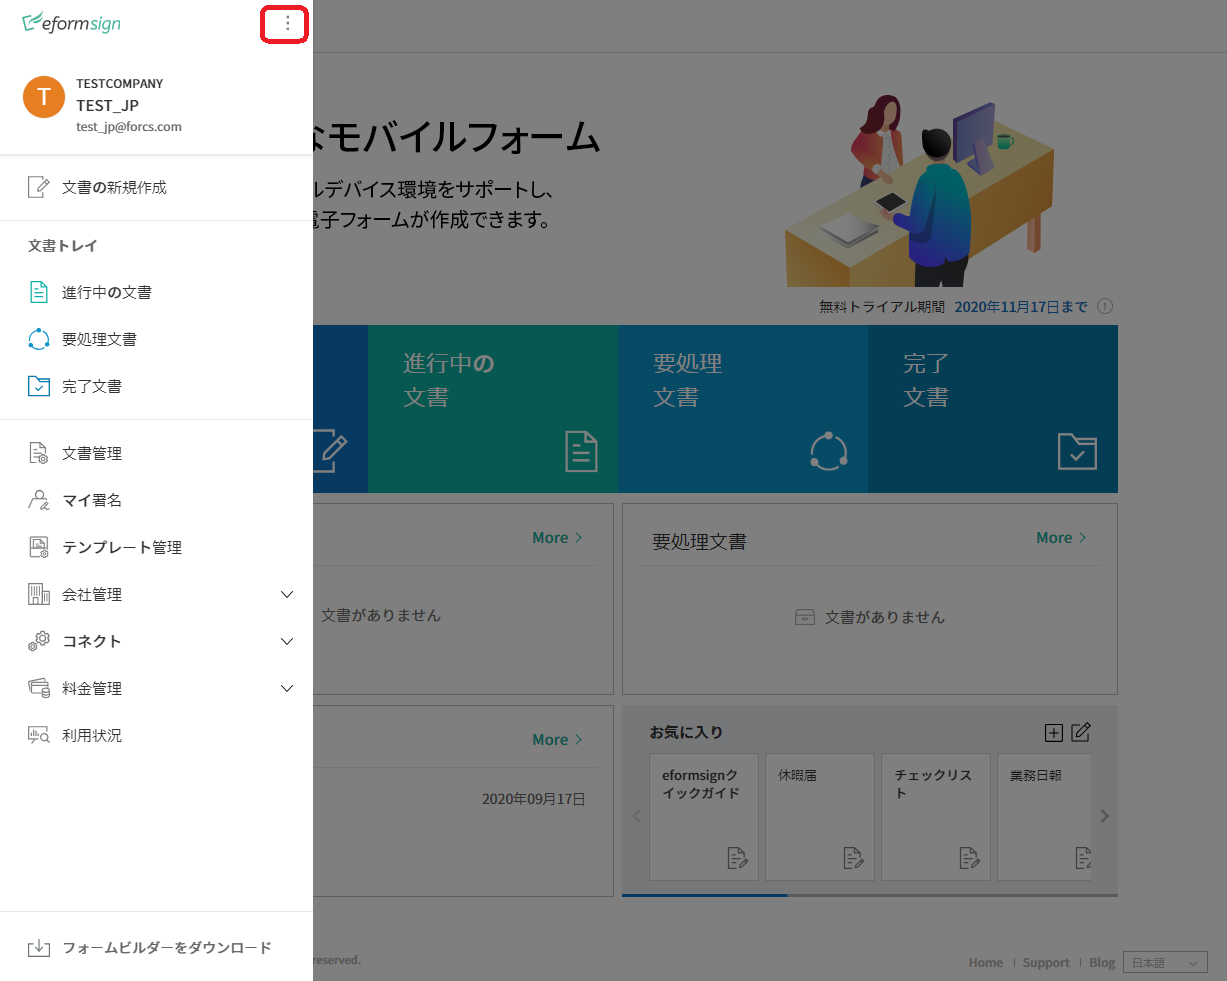 eformsign
T
TESTCOMPANY
TEST_JP
test_jp@forcs.com
文書の新規作成
文書トレイ
進行中の文書
要処理文書
完了文書
文書管理
マイ署名
テンプレート管理
会社管理
コネクト
料金管理
利用状況
フォームビルダーをダウンロード
なモバイルフォーム
ルデバイス環境をサポートし、
電子フォームが作成できます。
無料トライアル期間 2020年11月17日まで
進行中の
文書
要処理
文書
完了
文書
More
文書がありません
要処理文書
More
文書がありません
More
2020年09月17日
お気に入り
eformsignク
イックガイド
休暇届
チェックリス
ト
業務日報
reserved.
Home | Support | Blog
日本語